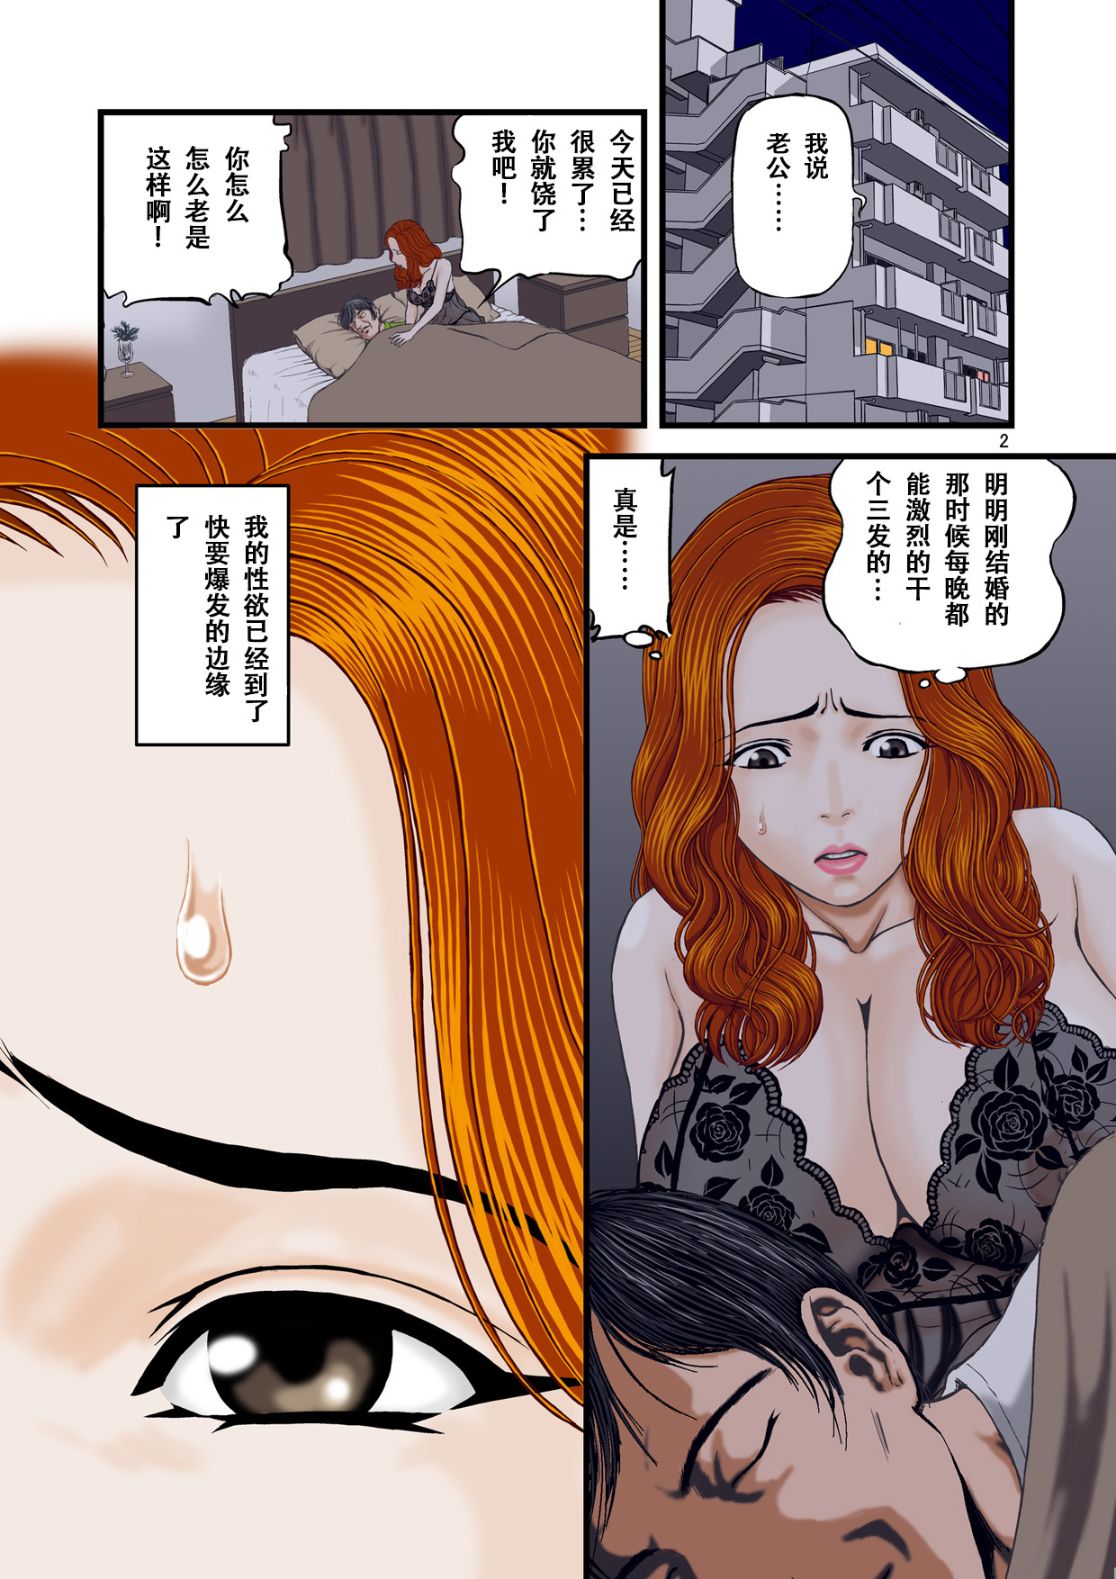 我说
老公……
今天已经
很累了…
你就饶了
我吧！
你怎么
怎么老是
这样啊！
2
明明刚结婚的
那时候每晚都
能激烈的干
个三发的…
真是……
我的性欲已经到了
快要爆发的边缘
了